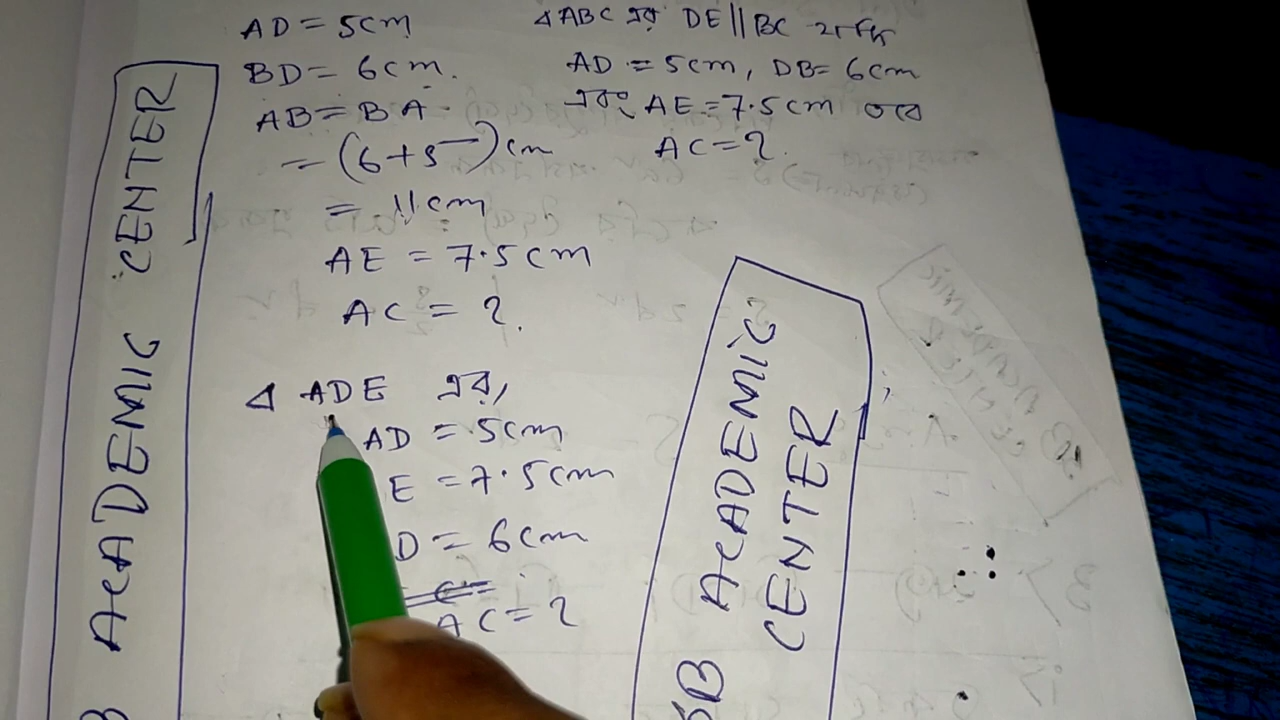 AD = 5cm
BD = 6cm.
AB = BA
= (6+5)cm
= 11cm
AE = 7.5cm
AC = ?
△ABC এর DE||BC
AD = 5cm, DB = 6cm
এবং AE = 7.5cm
AC = ?
△ ADE এর,
AD = 5cm
E = 7.5cm
D = 6cm
AC = ?
ACADEMIC CENTER
B ACADEMIC
CENTER